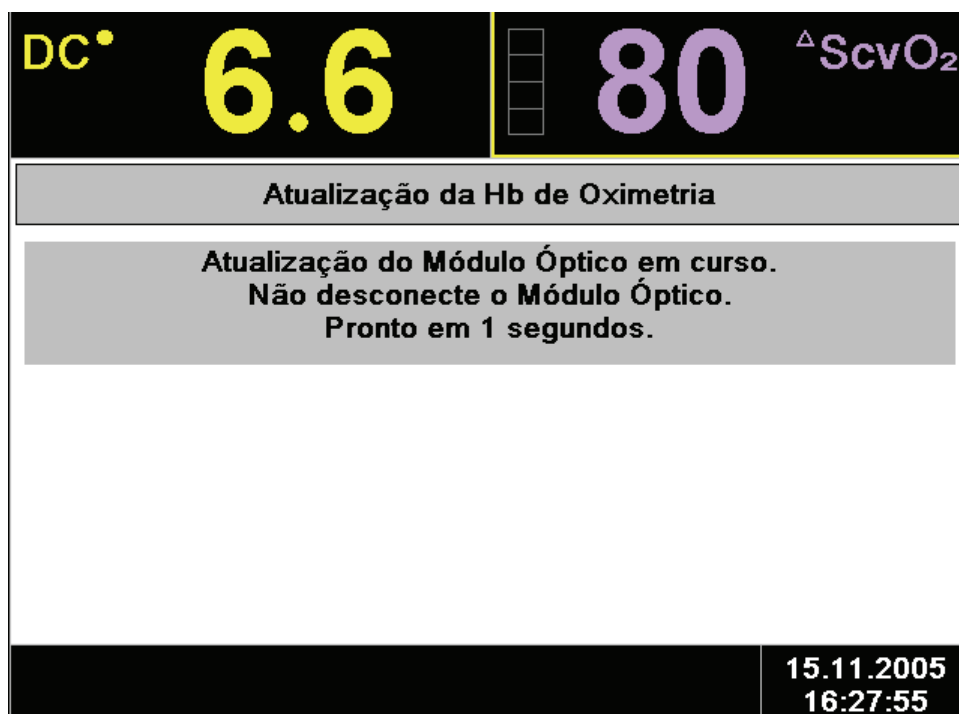 DC• 6.6 80 △ScvO₂
Atualização da Hb de Oximetria
Atualização do Módulo Óptico em curso.
Não desconecte o Módulo Óptico.
Pronto em 1 segundos.
15.11.2005
16:27:55